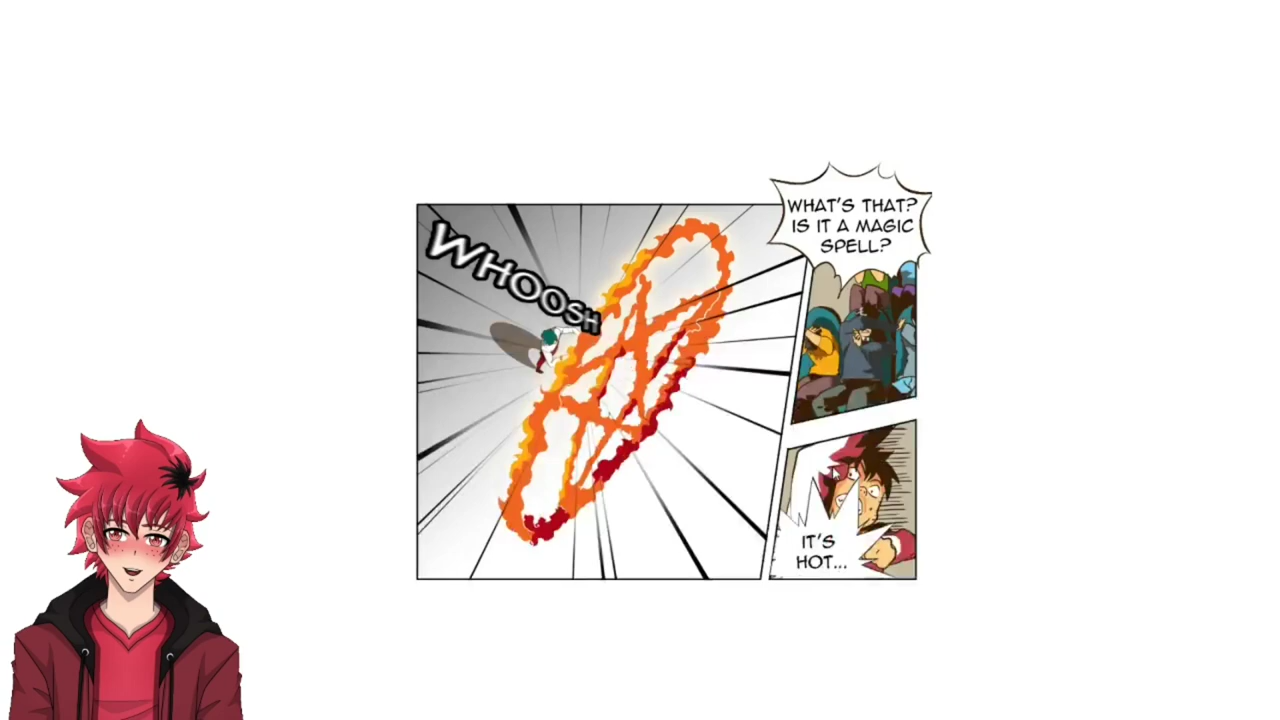 WHOOSH
WHAT'S THAT?
IS IT A MAGIC
SPELL?
IT'S
HOT...